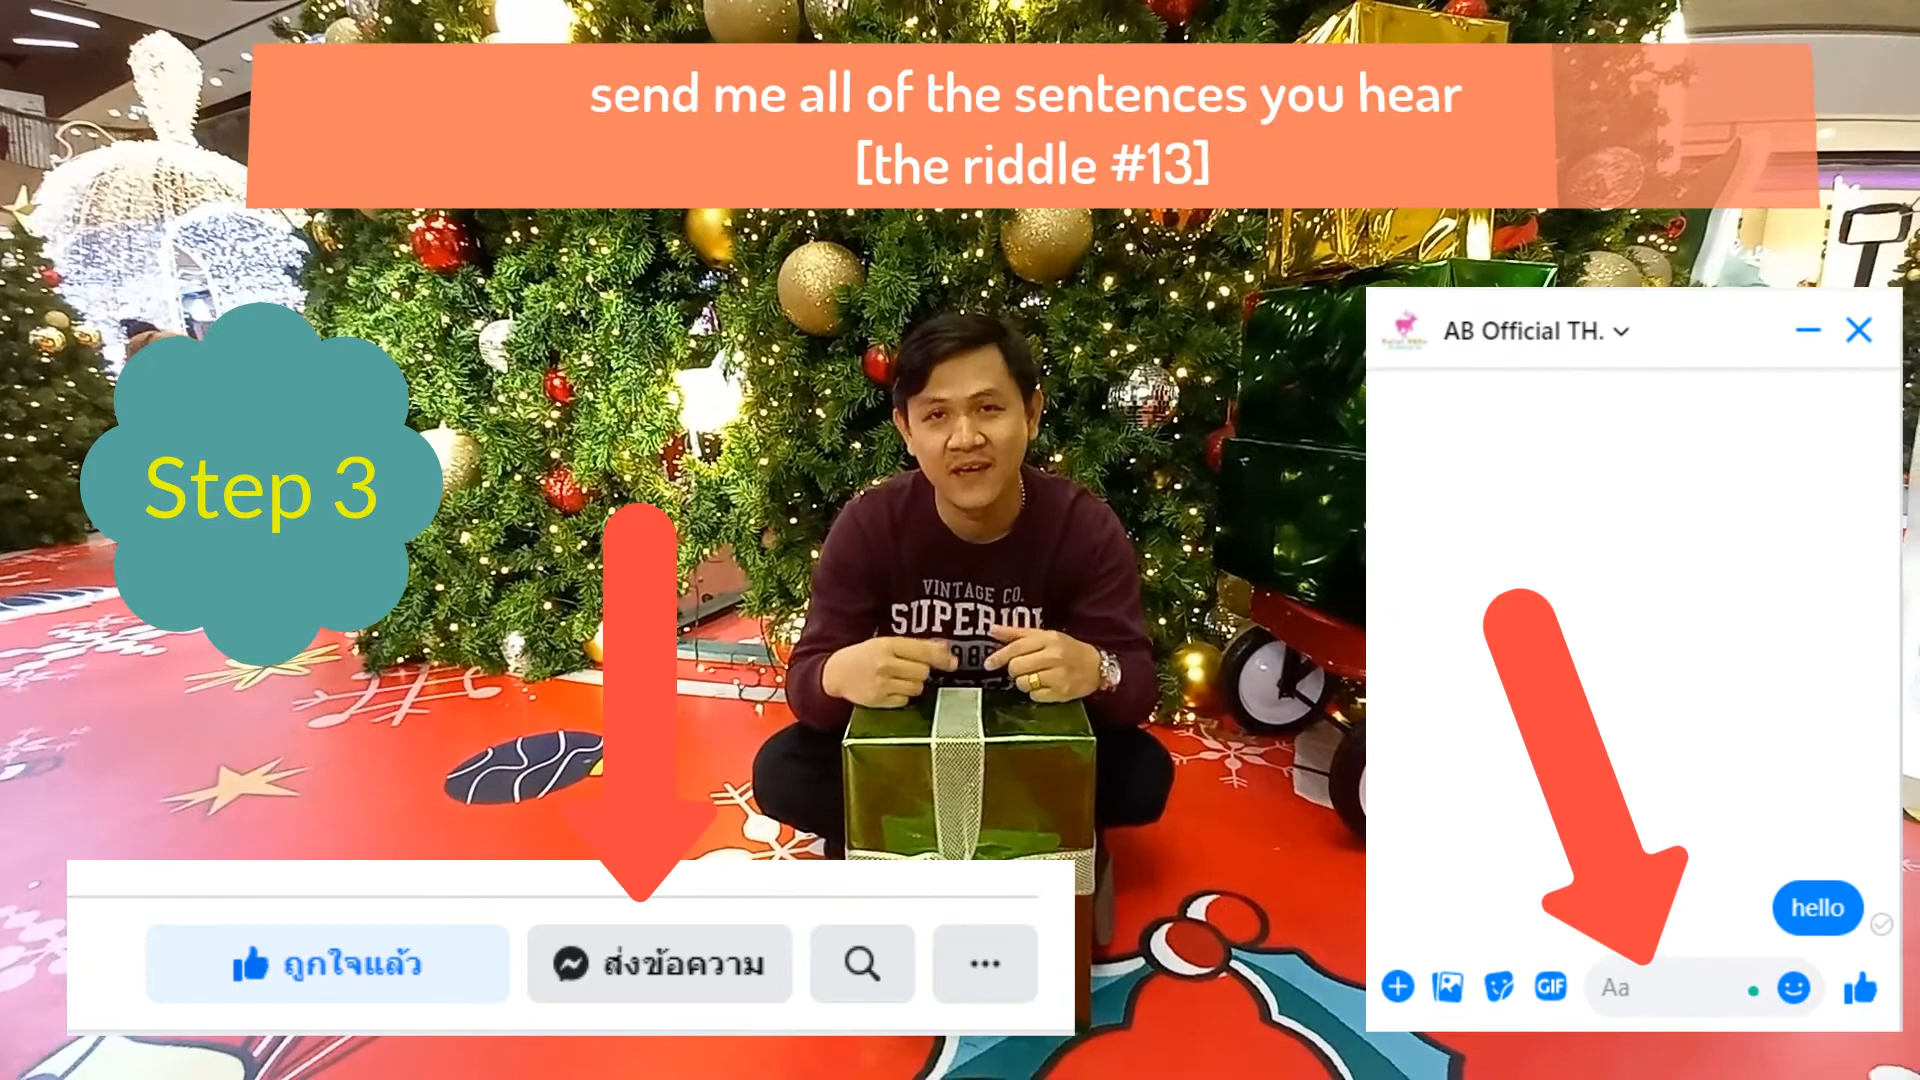 send me all of the sentences you hear
[the riddle #13]
AB Official TH.
Step 3
VINTAGE CO.
hello
ถูกใจแล้ว
ส่งข้อความ
GIF
Aa